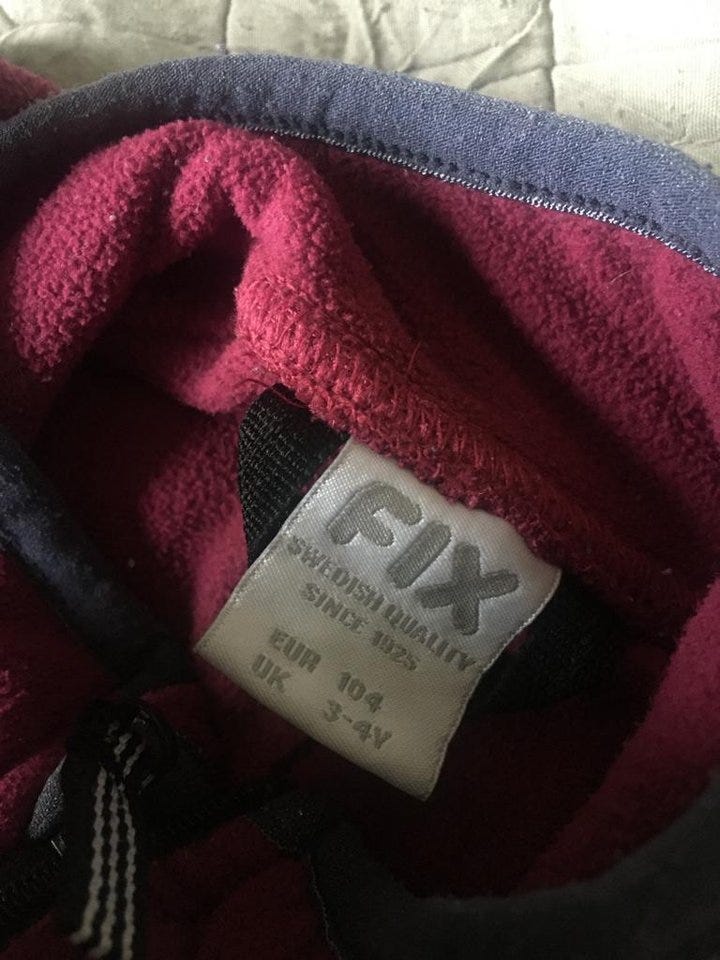 FIX
SWEDISH QUALITY
SINCE 1925
EUR 104
UK 3-4Y